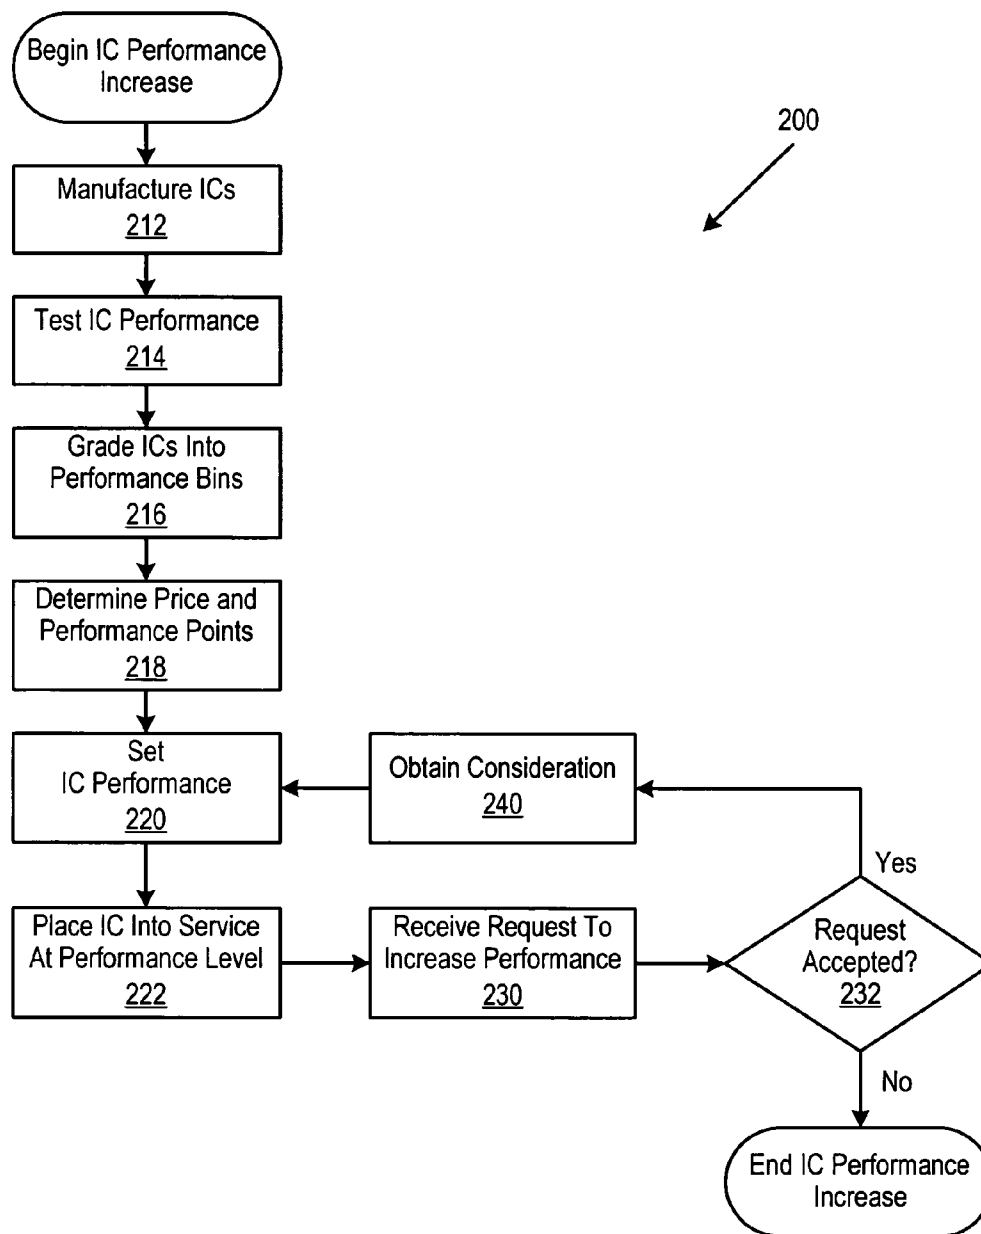 Begin IC Performance
Increase
200
Manufacture ICs
212
Test IC Performance
214
Grade ICs Into
Performance Bins
216
Determine Price and
Performance Points
218
Set
IC Performance
220
Obtain Consideration
240
Yes
Place IC Into Service
At Performance Level
222
Receive Request To
Increase Performance
230
Request
Accepted?
232
No
End IC Performance
Increase